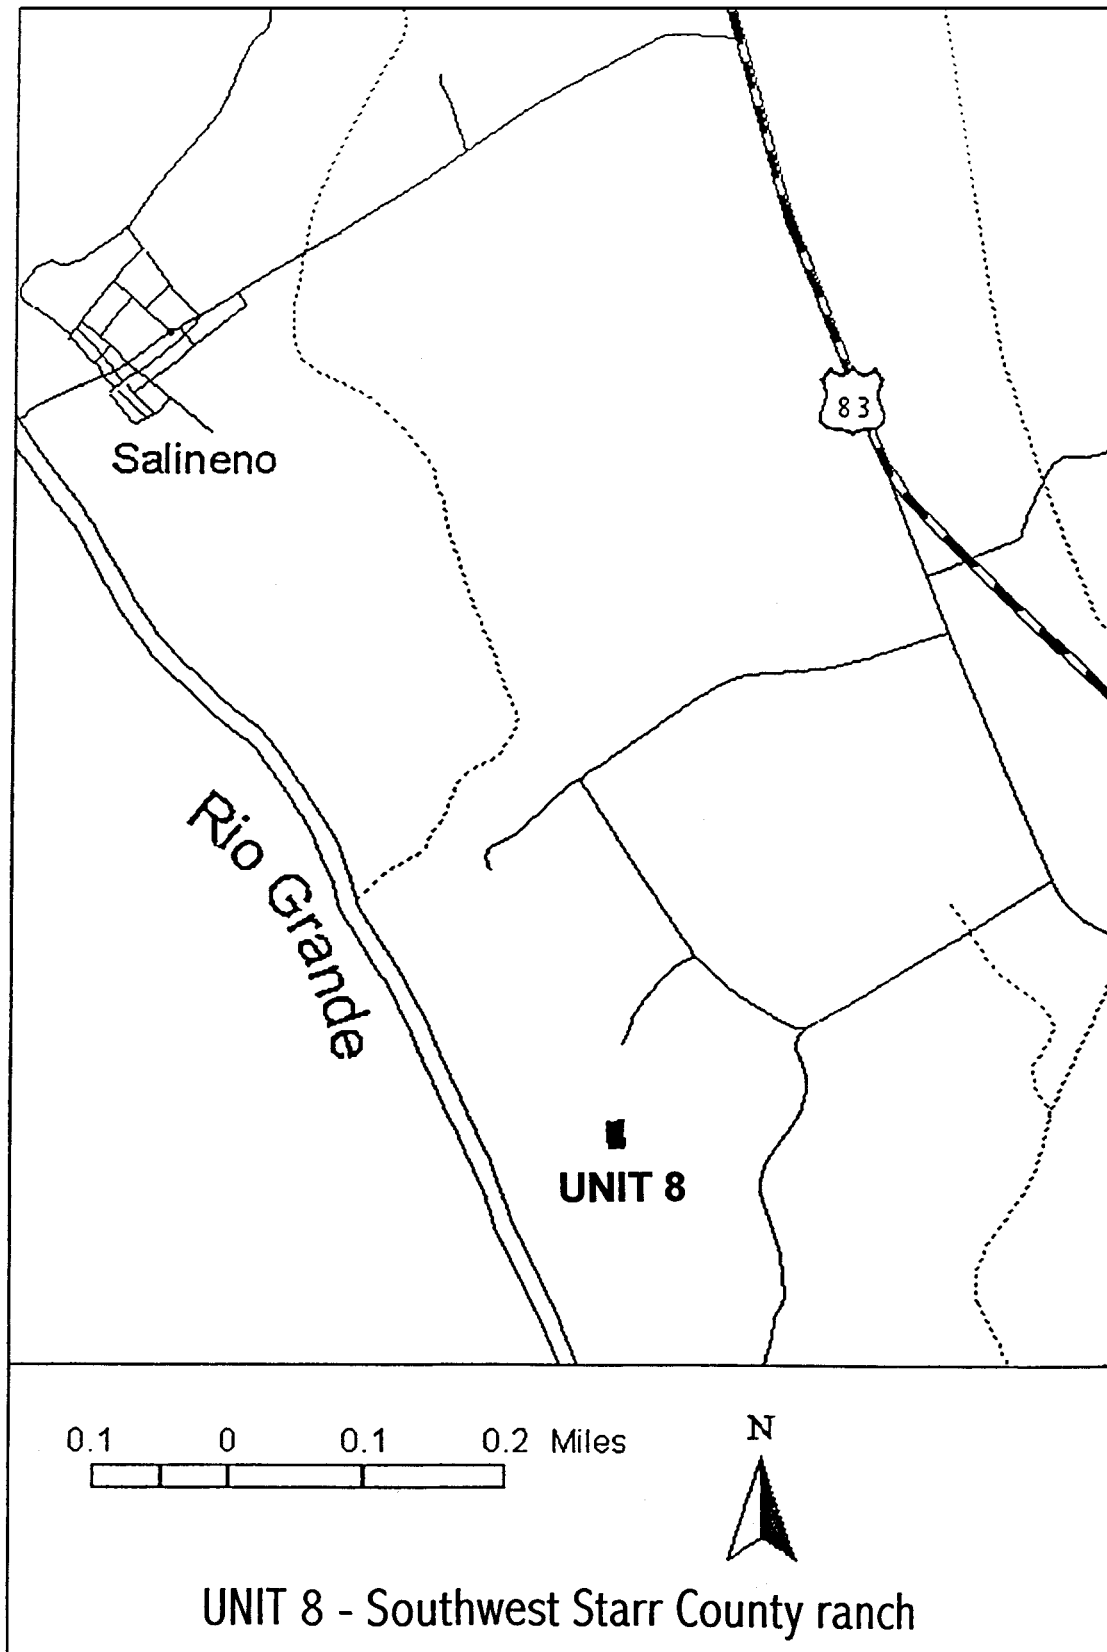 83
Salineno
Rio Grande
UNIT 8
0.1 0 0.1 0.2 Miles
N
UNIT 8 - Southwest Starr County ranch